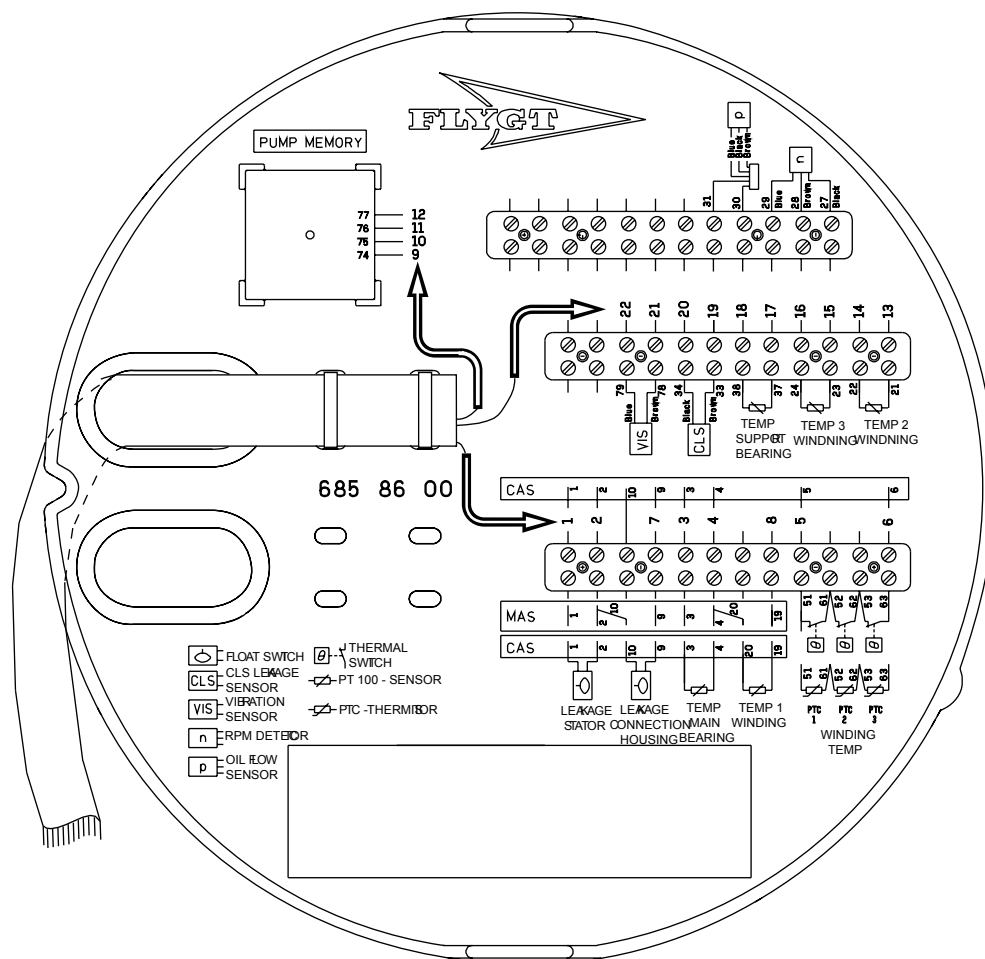 FLYGT
PUMP MEMORY
77 12
76 11
75 10
74 9
p
Blue
Black
Brown
n
31
30
29
Blue
28
Brown
27
Black
22 21 20 19 18 17 16 15 14 13
79 78 34 33 38 37 24 23 22 21
Blue
Brown
Black
Brown
VIS
CLS
TEMP
SUPPORT
BEARING
TEMP 3
WINDNING
TEMP 2
WINDNING
685 86 00
CAS 1 2 10 9 3 4 5 6
1 2 7 3 4 8 5 6
MAS 1 2 10 9 3 4 20 19
51 61 52 62 53 63
θ θ θ
CAS 1 2 10 9 3 4 20 19
51 61 52 62 53 63
LEAKAGE
STATOR
LEAKAGE
CONNECTION
HOUSING
TEMP
MAIN
BEARING
TEMP 1
WINDING
PTC
1
PTC
2
PTC
3
WINDING
TEMP
FLOAT SWITCH
CLS
CLS LEAKAGE
SENSOR
VIS
VIBRATION
SENSOR
n
RPM DETECTOR
p
OIL FLOW
SENSOR
θ
THERMAL
SWITCH
PT 100 - SENSOR
PTC -THERMISTOR